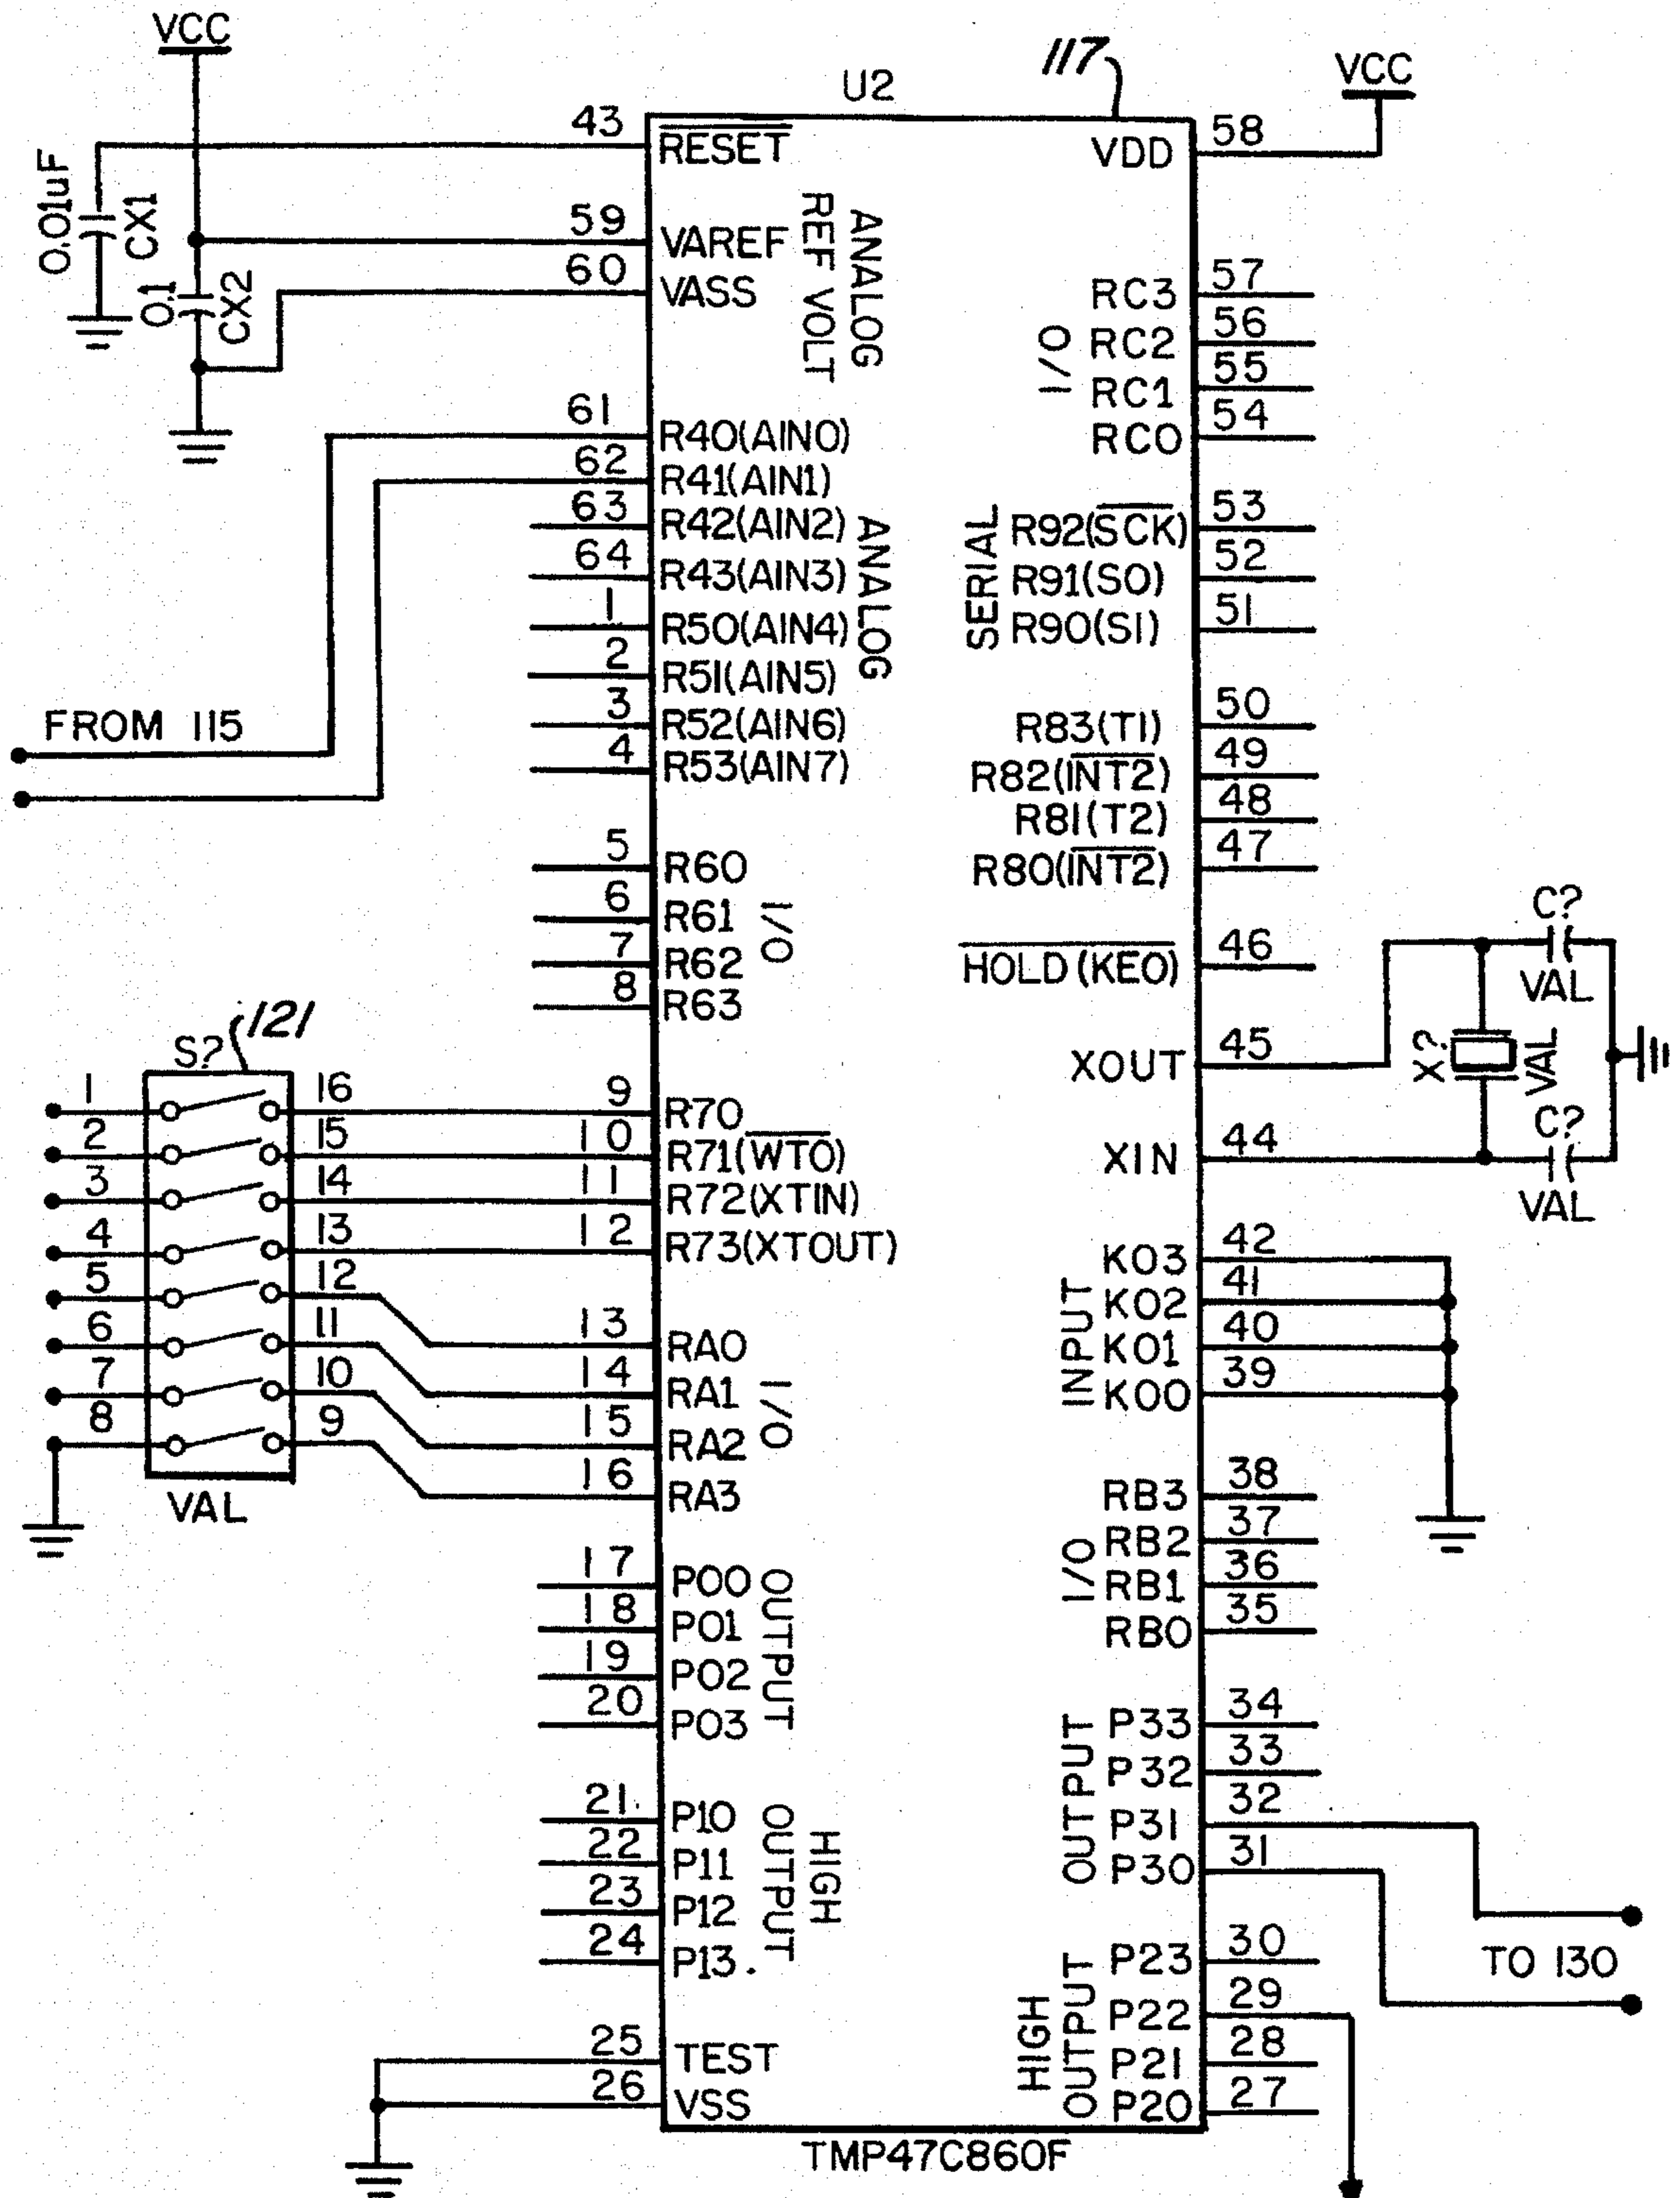 VCC
117
U2
VCC
43
RESET
VDD
58
0.01uF
CX1
0.1
CX2
59
VAREF
60
VASS
ANALOG
REF VOLT
RC3
57
RC2
56
RC1
55
RC0
54
I/O
61
R40(AIN0)
62
R41(AIN1)
63
R42(AIN2)
64
R43(AIN3)
1
R50(AIN4)
2
R51(AIN5)
3
R52(AIN6)
4
R53(AIN7)
ANALOG
SERIAL
R92(SCK)
53
R91(SO)
52
R90(SI)
51
FROM 115
R83(T1)
50
R82(INT2)
49
R81(T2)
48
R80(INT2)
47
5
R60
6
R61
7
R62
8
R63
I/O
HOLD(KEO)
46
XOUT
45
XIN
44
C?
VAL
X?
VAL
C?
VAL
S?
121
1
16
9
R70
2
15
10
R71(WTO)
3
14
11
R72(XTIN)
4
13
12
R73(XTOUT)
5
12
13
RA0
6
11
14
RA1
7
10
15
RA2
8
9
16
RA3
I/O
VAL
K03
42
K02
41
K01
40
K00
39
INPUT
RB3
38
RB2
37
RB1
36
RB0
35
I/O
17
P00
18
P01
19
P02
20
P03
OUTPUT
P33
34
P32
33
P31
32
P30
31
OUTPUT
21
P10
22
P11
23
P12
24
P13.
HIGH
OUTPUT
TO 130
P23
30
P22
29
P21
28
P20
27
HIGH
OUTPUT
25
TEST
26
VSS
TMP47C860F